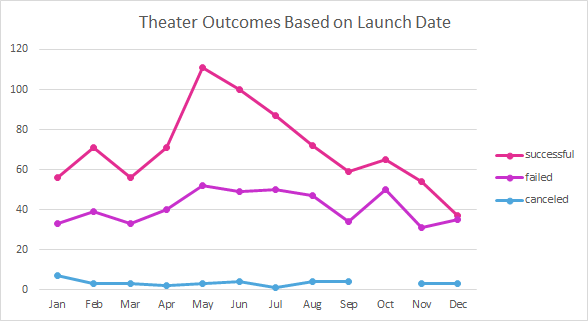 Theater Outcomes Based on Launch Date
120
100
80
60
40
20
0
Jan Feb Mar Apr May Jun Jul Aug Sep Oct Nov Dec
successful
failed
canceled